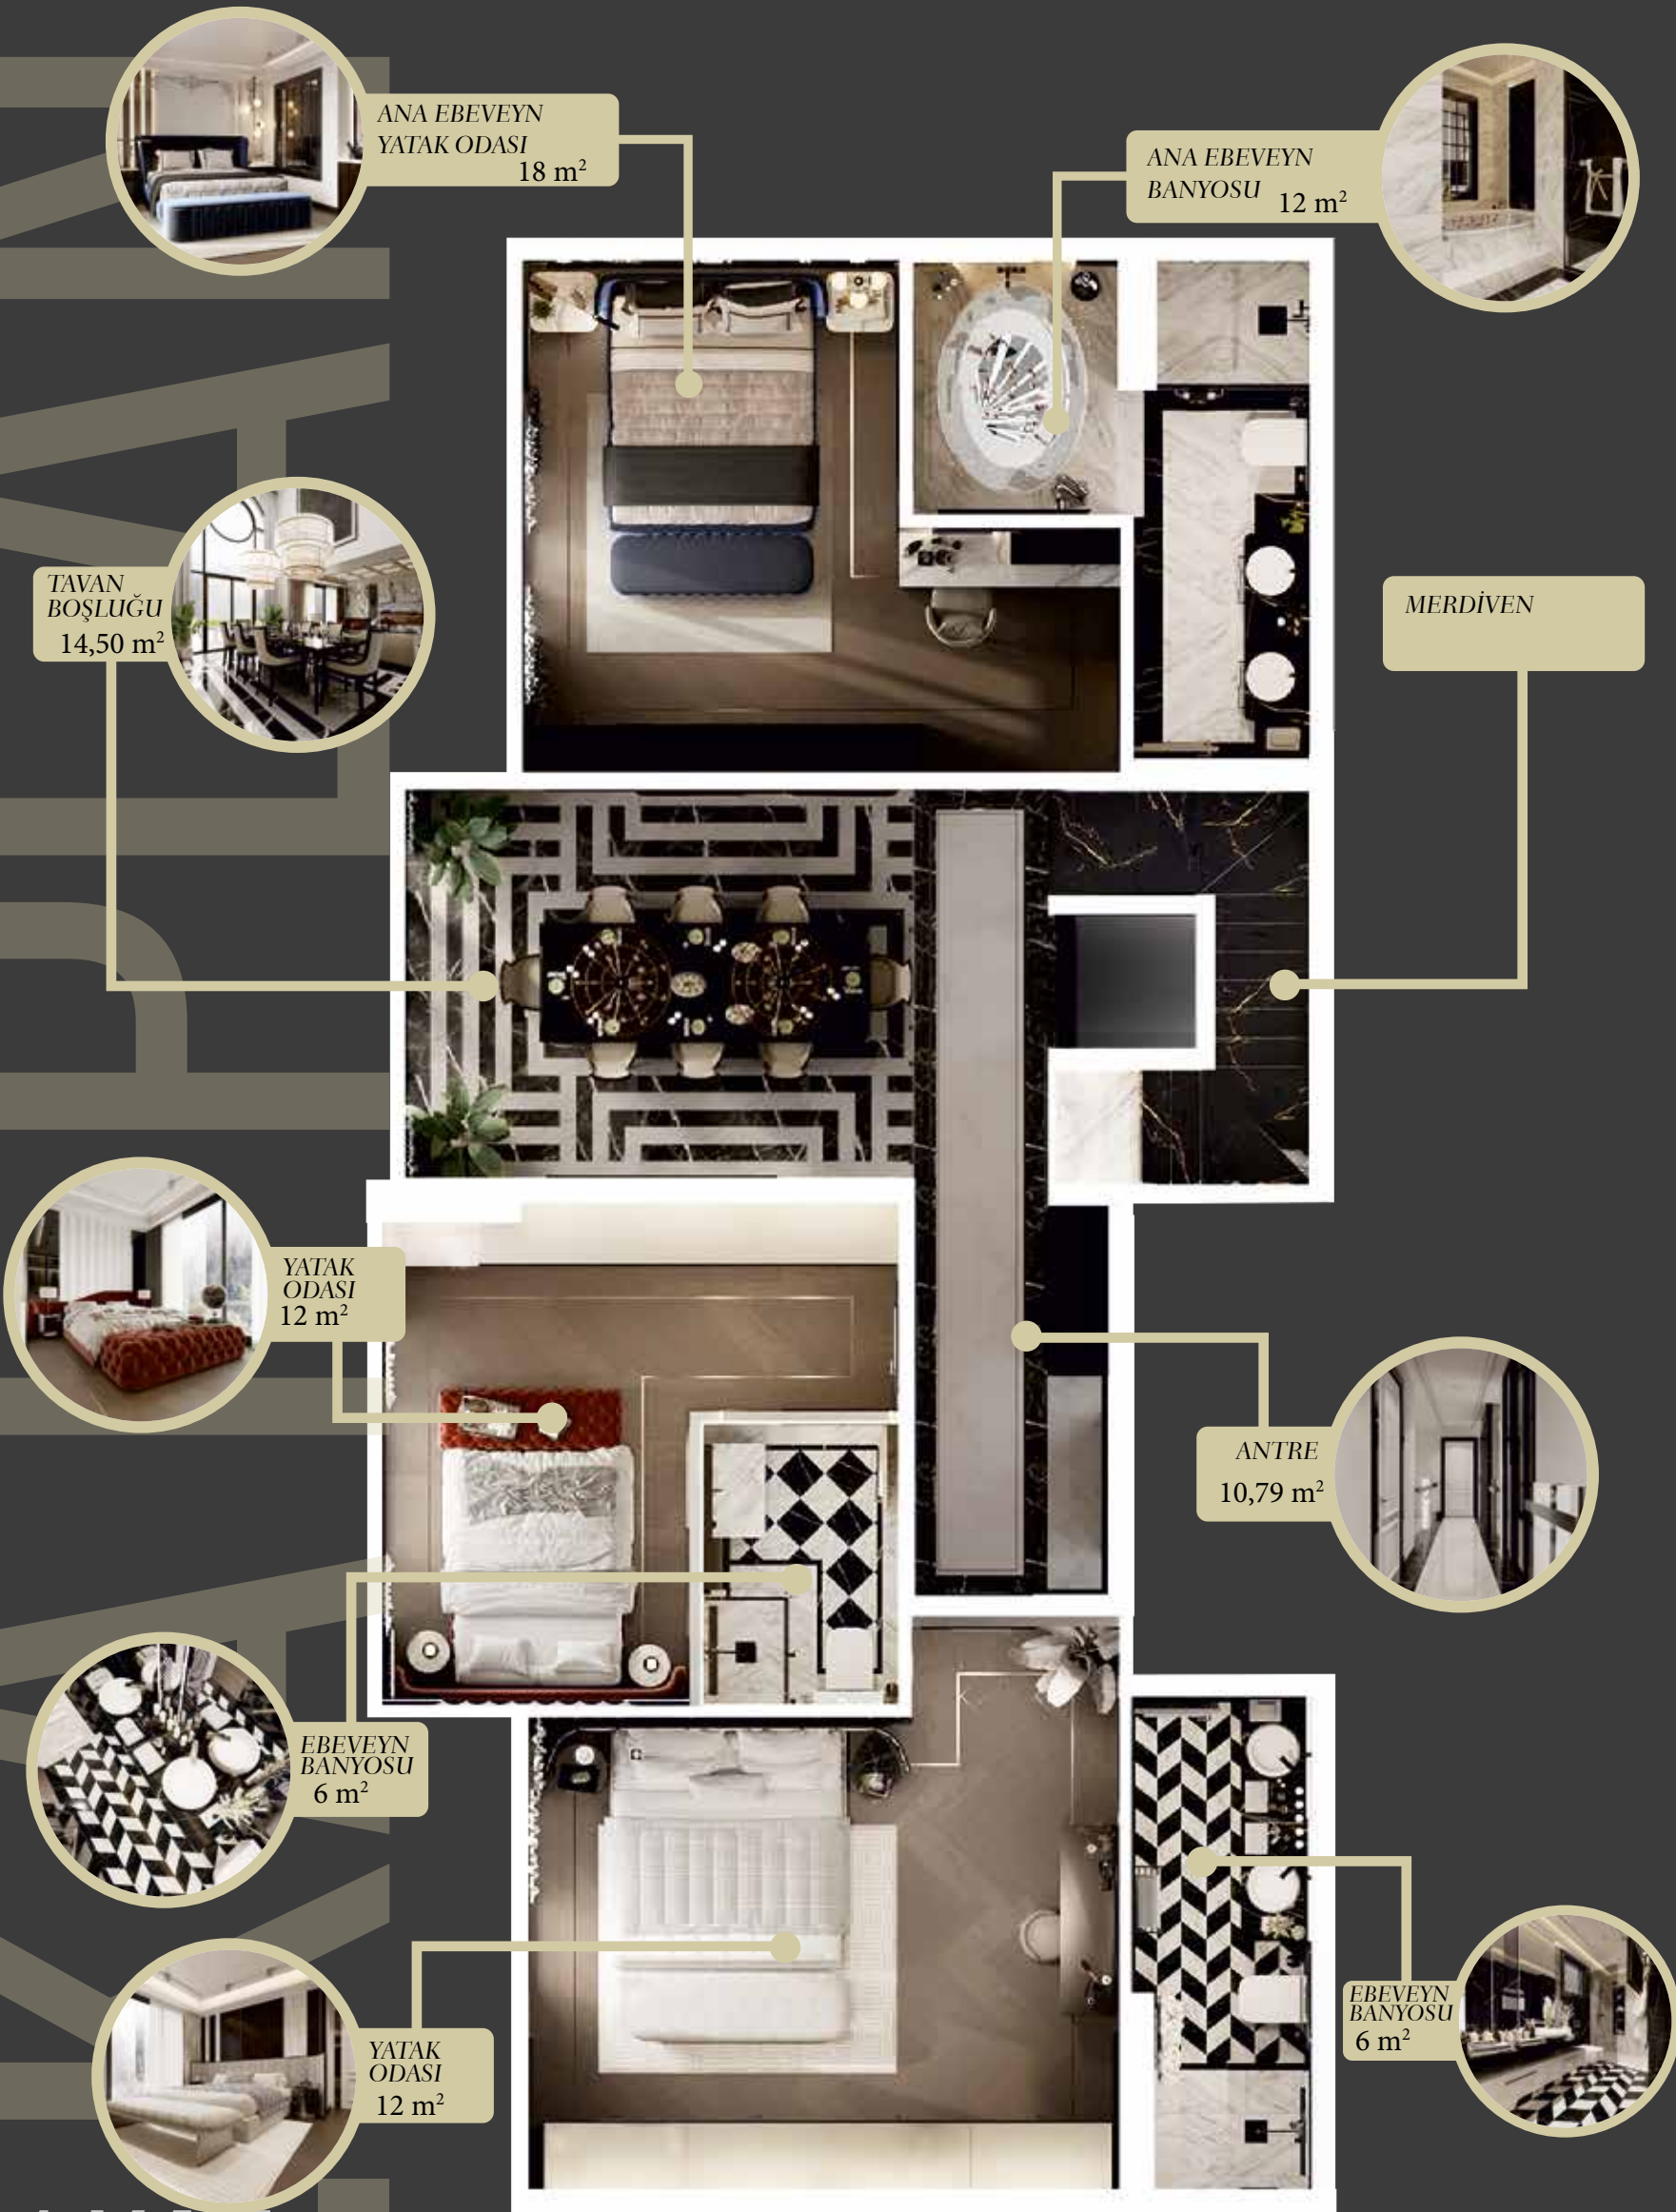 ANA EBEVEYN
YATAK ODASI
18 m²
ANA EBEVEYN
BANYOSU 12 m²
TAVAN
BOŞLUĞU
14,50 m²
MERDİVEN
YATAK
ODASI
12 m²
ANTRE
10,79 m²
EBEVEYN
BANYOSU
6 m²
EBEVEYN
BANYOSU
6 m²
YATAK
ODASI
12 m²